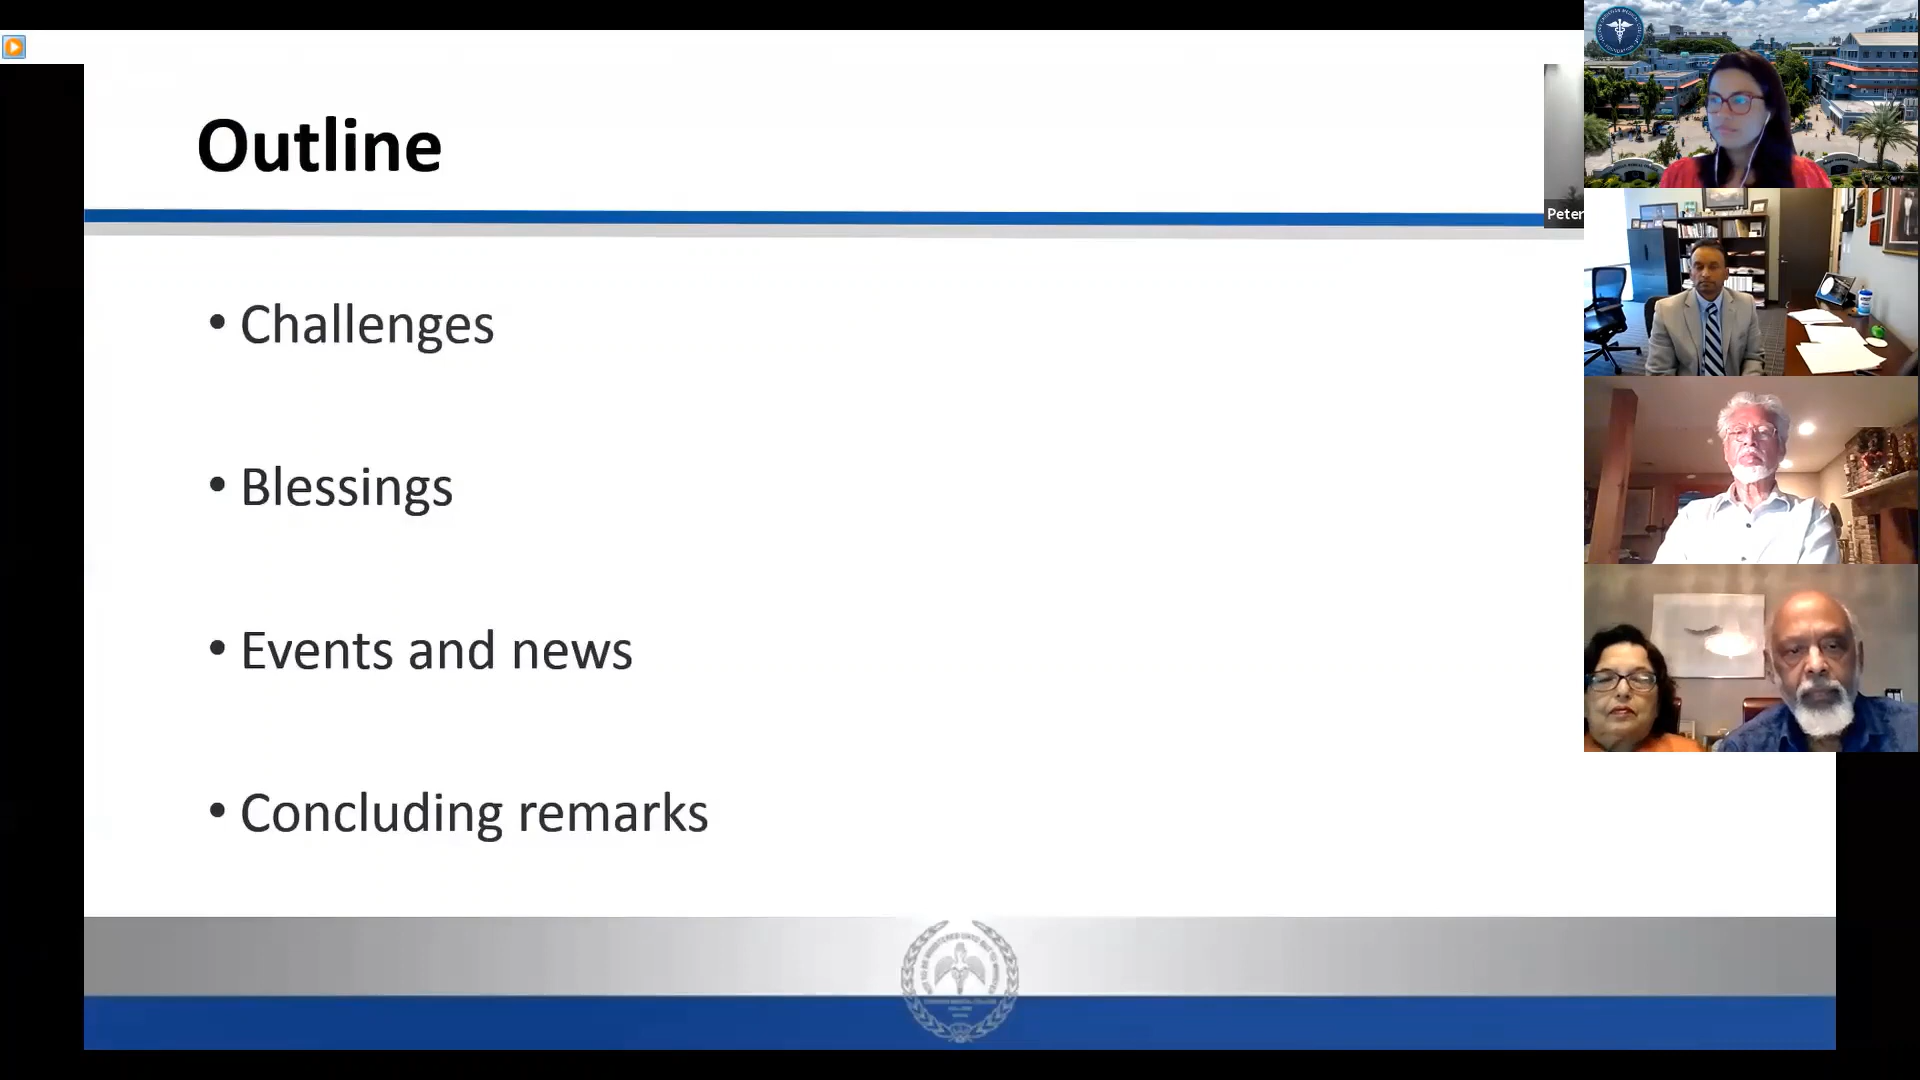 Outline
Peter
• Challenges
• Blessings
• Events and news
• Concluding remarks